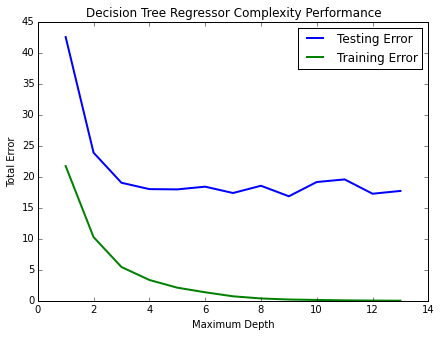 Decision Tree Regressor Complexity Performance
45
40
35
30
25
20
15
10
5
0
Total Error
Testing Error
Training Error
0 2 4 6 8 10 12 14
Maximum Depth